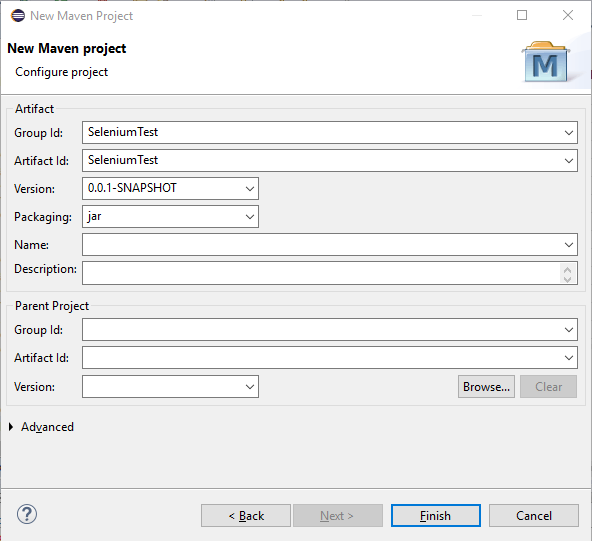 New Maven Project
New Maven project
Configure project
M
Artifact
Group Id: SeleniumTest
Artifact Id: SeleniumTest
Version: 0.0.1-SNAPSHOT
Packaging: jar
Name:
Description:
Parent Project
Group Id:
Artifact Id:
Version: Browse... Clear
Advanced
? < Back Next > Finish Cancel